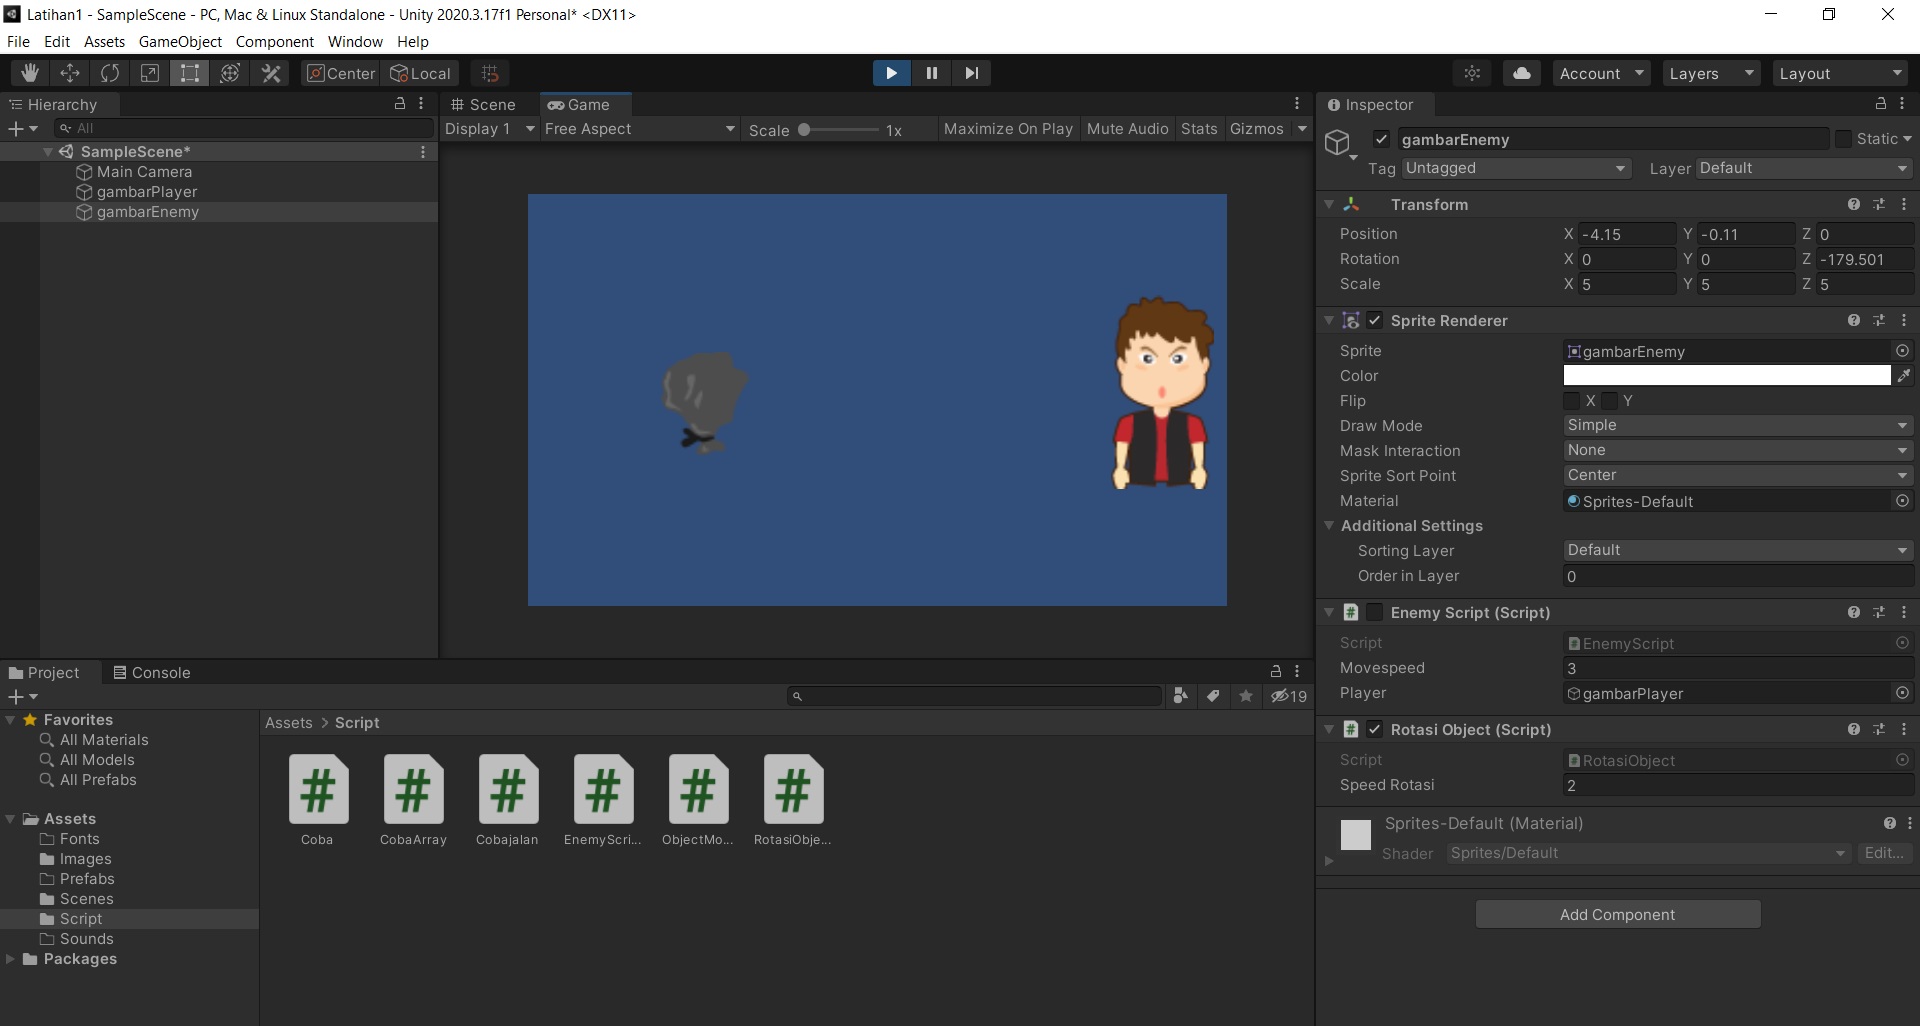 Latihan1 - SampleScene - PC, Mac & Linux Standalone - Unity 2020.3.17f1 Personal* <DX11>
File Edit Assets GameObject Component Window Help
Center Local Account Layers Layout
Hierarchy
All
SampleScene*
Main Camera
gambarPlayer
gambarEnemy
Scene Game
Display 1 Free Aspect Scale 1x Maximize On Play Mute Audio Stats Gizmos
Inspector
gambarEnemy Static
Tag Untagged Layer Default
Transform
Position X -4.15 Y -0.11 Z 0
Rotation X 0 Y 0 Z -179.501
Scale X 5 Y 5 Z 5
Sprite Renderer
Sprite gambarEnemy
Color
Flip X Y
Draw Mode Simple
Mask Interaction None
Sprite Sort Point Center
Material Sprites-Default
Additional Settings
Sorting Layer Default
Order in Layer 0
# Enemy Script (Script)
Script EnemyScript
Movespeed 3
Player gambarPlayer
# Rotasi Object (Script)
Script RotasiObject
Speed Rotasi 2
Sprites-Default (Material)
Shader Sprites/Default Edit...
Add Component
Project Console
19
Favorites
All Materials
All Models
All Prefabs
Assets
Fonts
Images
Prefabs
Scenes
Script
Sounds
Packages
Assets > Script
# # # # # #
Coba CobaArray Cobajalan EnemyScri... ObjectMo... RotasiObje...